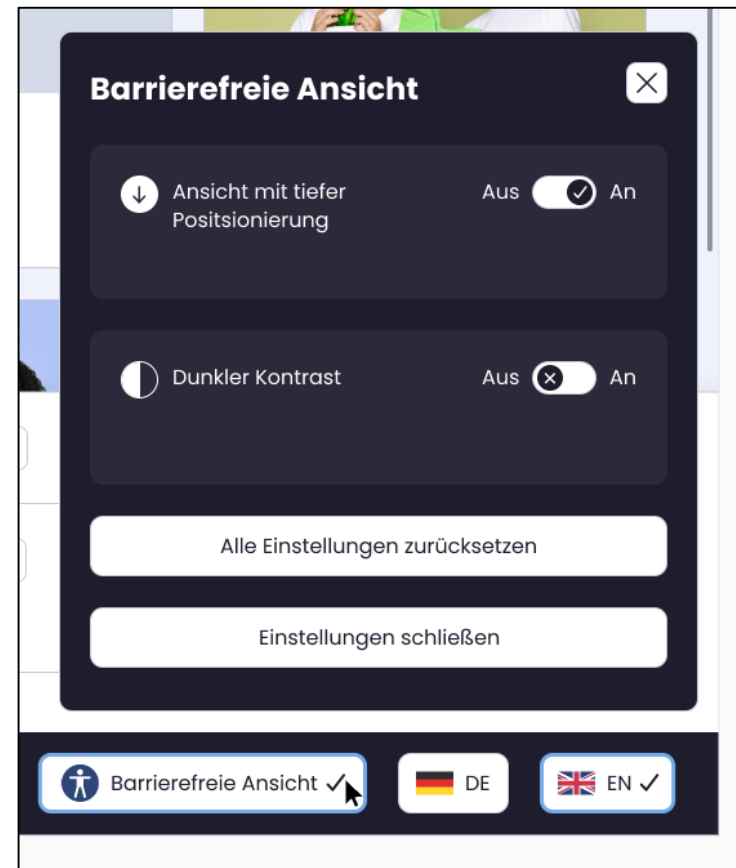 Barrierefreie Ansicht
Ansicht mit tiefer
Positsionierung
Aus An
Dunkler Kontrast
Aus An
Alle Einstellungen zurücksetzen
Einstellungen schließen
Barrierefreie Ansicht
DE
EN